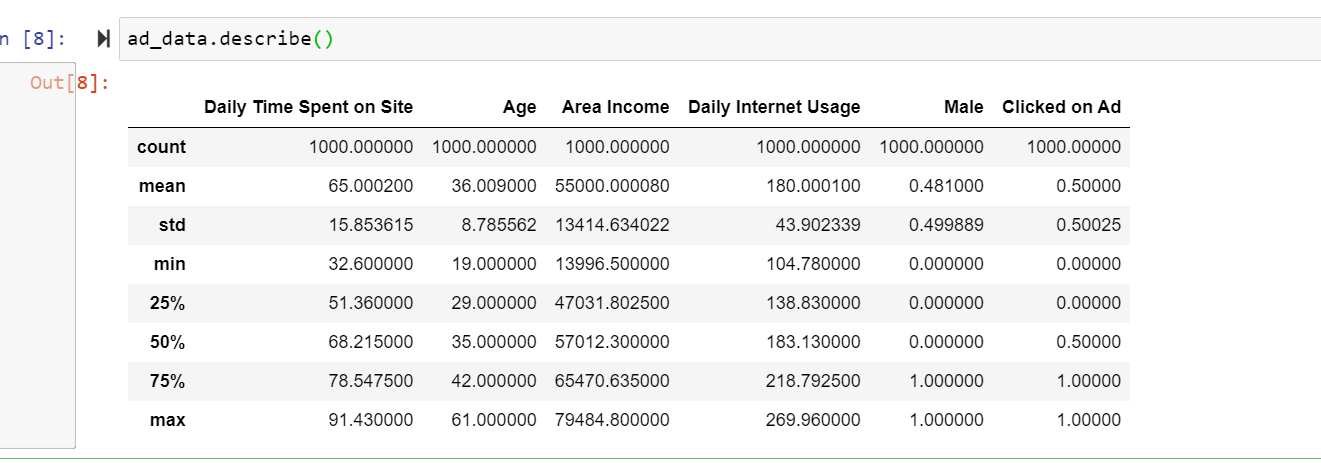 n [8]: ad_data.describe()
Out[8]:
Daily Time Spent on Site Age Area Income Daily Internet Usage Male Clicked on Ad
count 1000.000000 1000.000000 1000.000000 1000.000000 1000.000000 1000.00000
mean 65.000200 36.009000 55000.000080 180.000100 0.481000 0.50000
std 15.853615 8.785562 13414.634022 43.902339 0.499889 0.50025
min 32.600000 19.000000 13996.500000 104.780000 0.000000 0.00000
25% 51.360000 29.000000 47031.802500 138.830000 0.000000 0.00000
50% 68.215000 35.000000 57012.300000 183.130000 0.000000 0.50000
75% 78.547500 42.000000 65470.635000 218.792500 1.000000 1.00000
max 91.430000 61.000000 79484.800000 269.960000 1.000000 1.00000